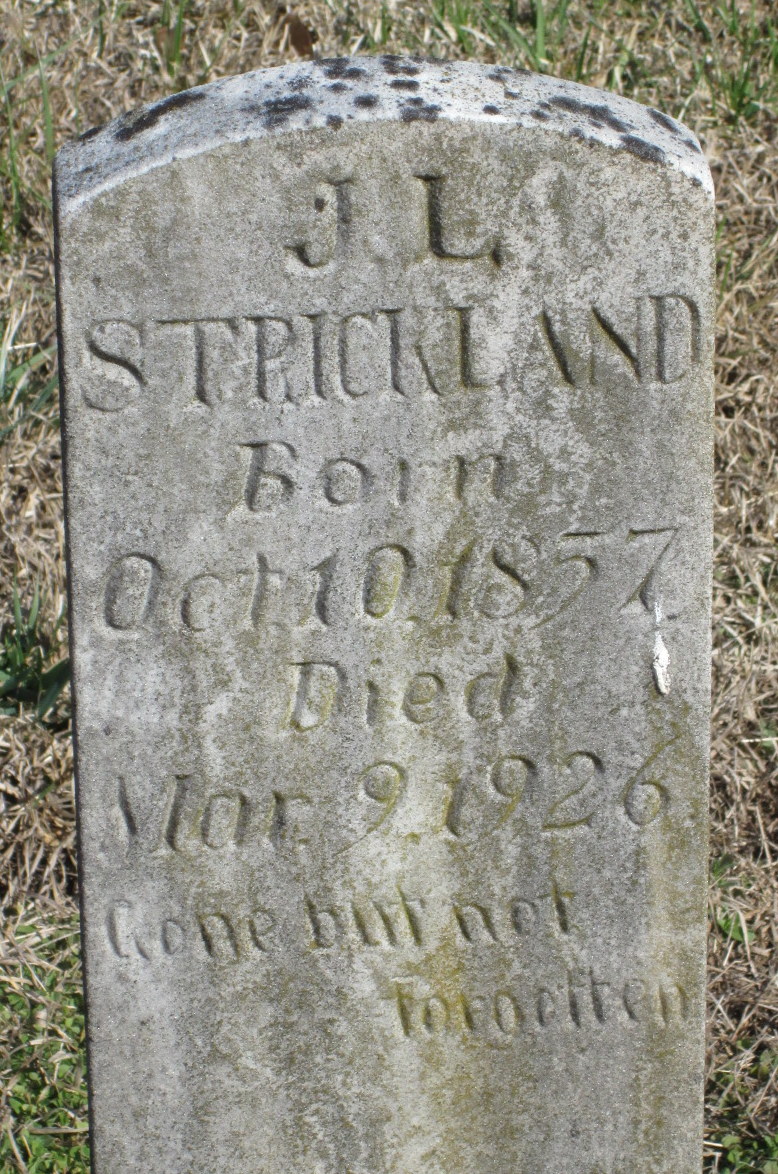 J. L.
STRICKLAND
Born
Oct. 10, 1857.
Died
Mar. 9, 1926.
Gone but not
forgotten